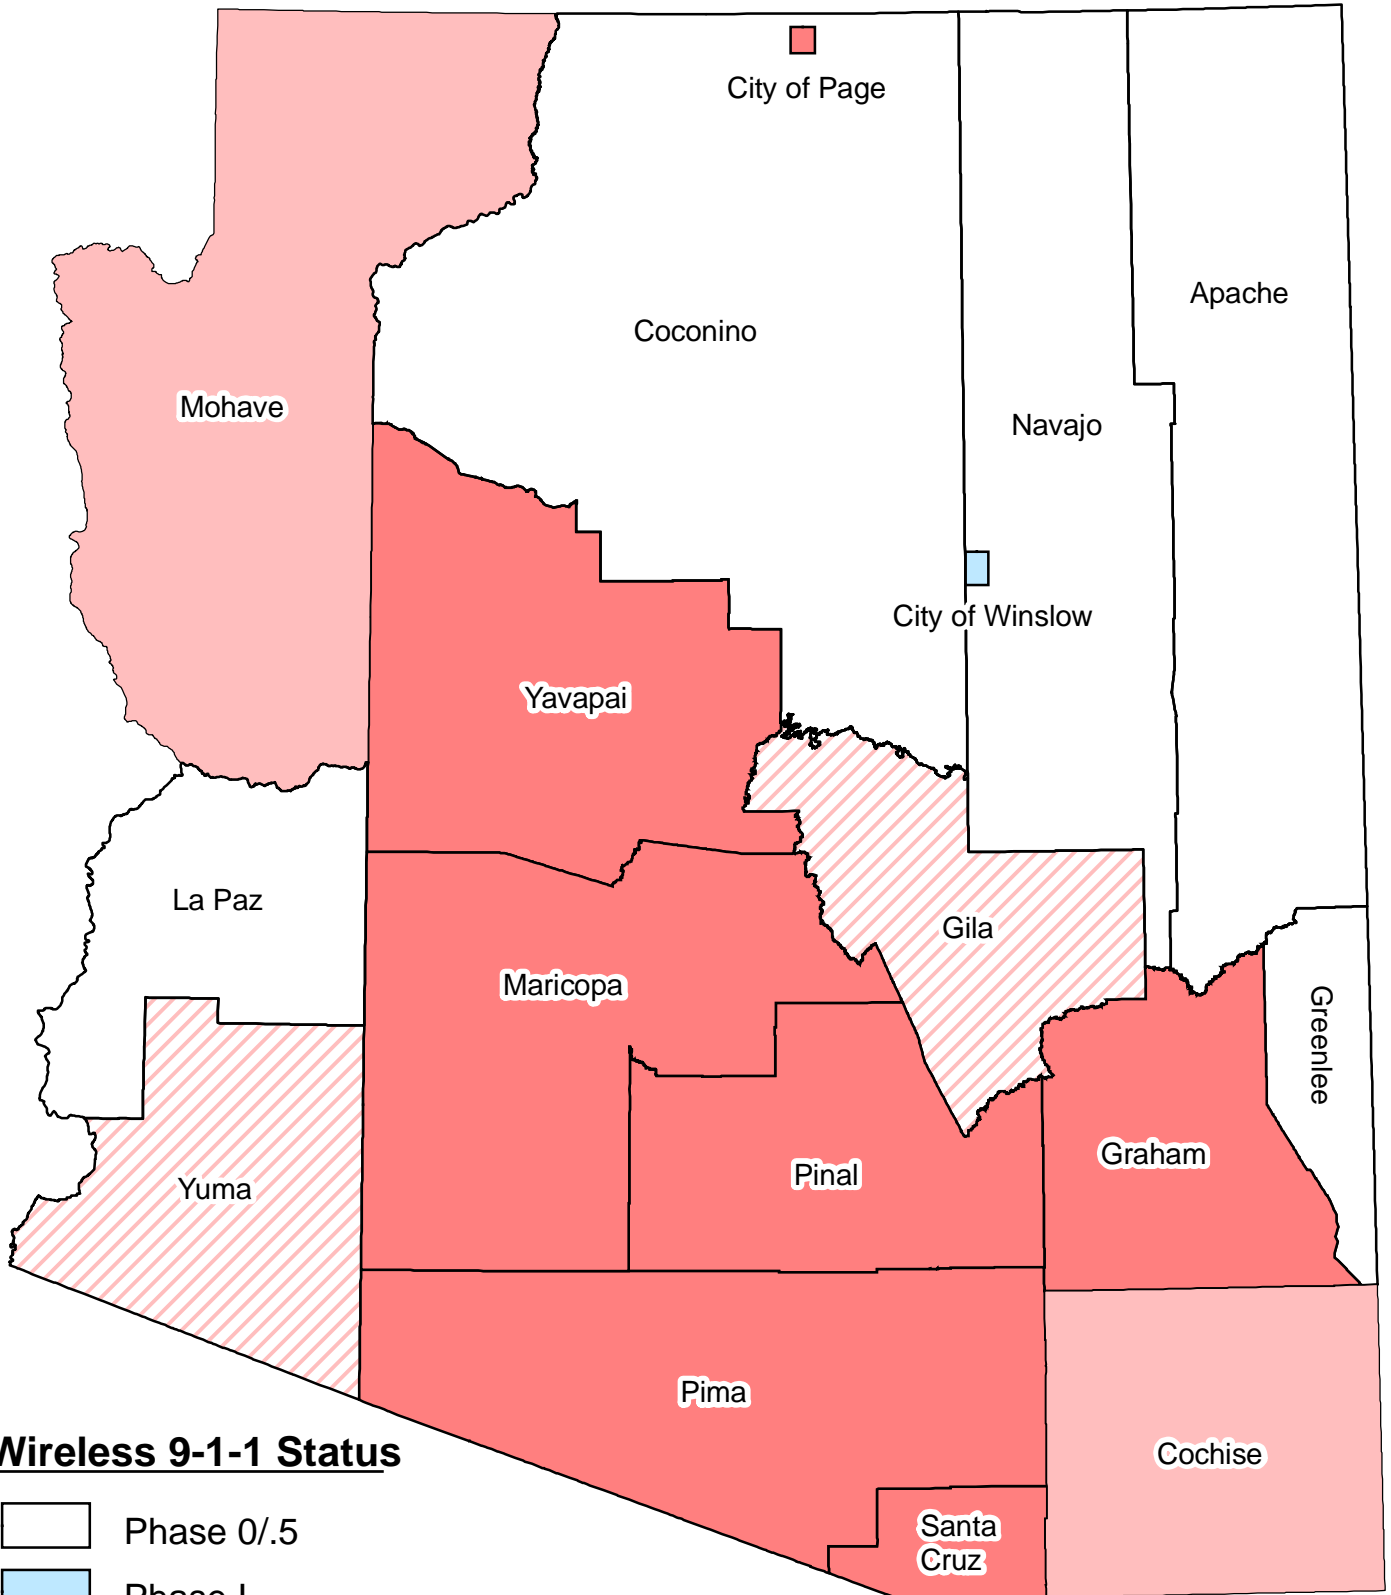 City of Page
Apache
Coconino
Mohave
Navajo
City of Winslow
Yavapai
La Paz
Gila
Maricopa
Greenlee
Graham
Pinal
Yuma
Pima
Wireless 9-1-1 Status
Cochise
Santa
Cruz
Phase 0/.5
Phase I